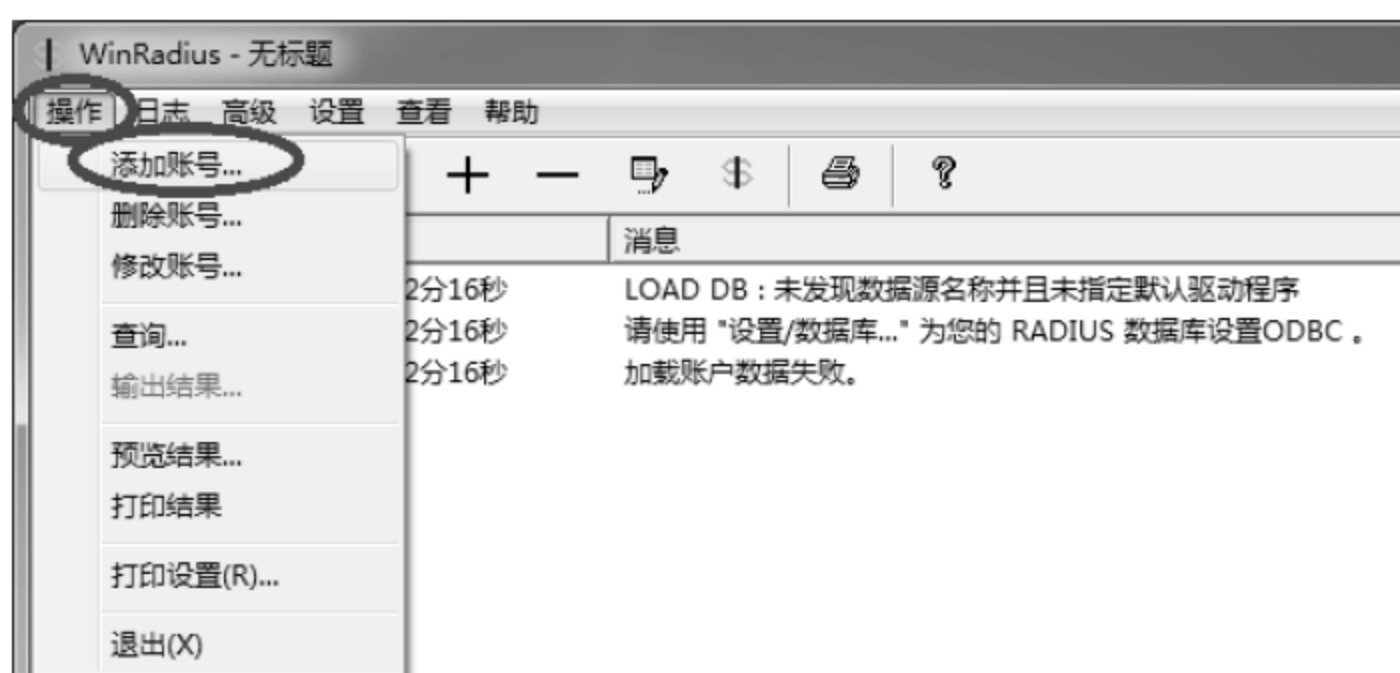 WinRadius - 无标题
操作 日志 高级 设置 查看 帮助
添加账号...
删除账号...
修改账号...
查询...
输出结果...
预览结果...
打印结果
打印设置(R)...
退出(X)
消息
2分16秒 LOAD DB : 未发现数据源名称并且未指定默认驱动程序
2分16秒 请使用 "设置/数据库..." 为您的 RADIUS 数据库设置ODBC 。
2分16秒 加载账户数据失败。